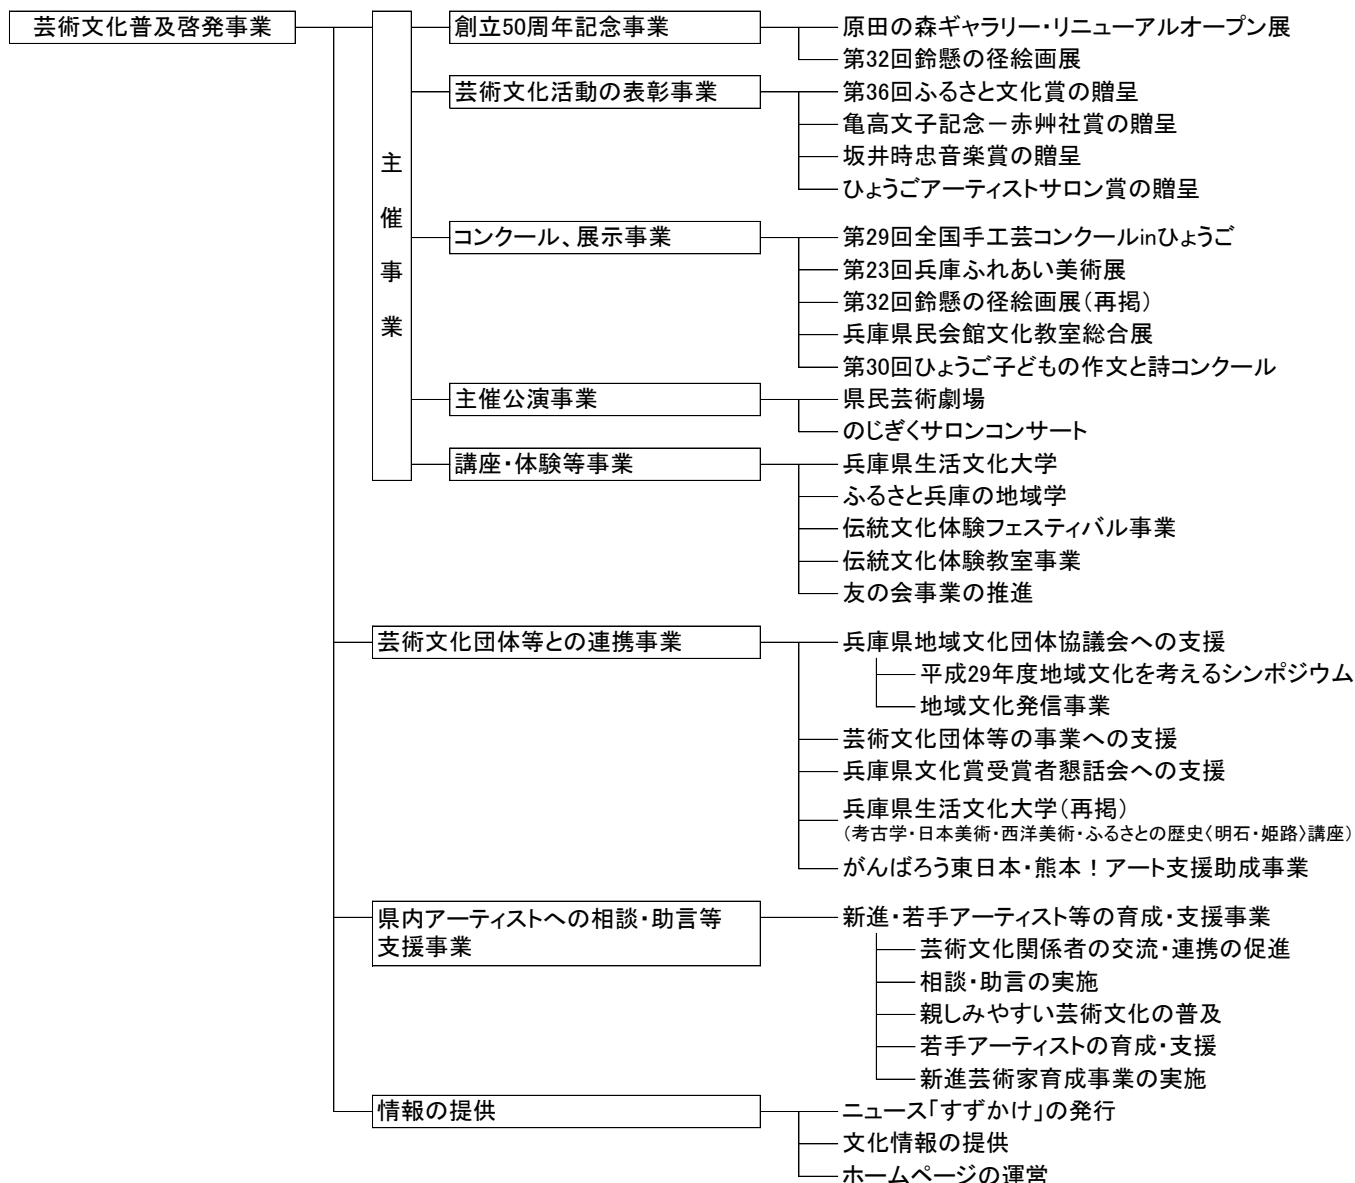 芸術文化普及啓発事業
主催事業
創立50周年記念事業
原田の森ギャラリー・リニューアルオープン展
第32回鈴懸の径絵画展
芸術文化活動の表彰事業
第36回ふるさと文化賞の贈呈
亀高文子記念－赤艸社賞の贈呈
坂井時忠音楽賞の贈呈
ひょうごアーティストサロン賞の贈呈
コンクール、展示事業
第29回全国手工芸コンクールinひょうご
第23回兵庫ふれあい美術展
第32回鈴懸の径絵画展（再掲）
兵庫県民会館文化教室総合展
第30回ひょうご子どもの作文と詩コンクール
主催公演事業
県民芸術劇場
のじぎくサロンコンサート
講座・体験等事業
兵庫県生活文化大学
ふるさと兵庫の地域学
伝統文化体験フェスティバル事業
伝統文化体験教室事業
友の会事業の推進
芸術文化団体等との連携事業
兵庫県地域文化団体協議会への支援
平成29年度地域文化を考えるシンポジウム
地域文化発信事業
芸術文化団体等の事業への支援
兵庫県文化賞受賞者懇話会への支援
兵庫県生活文化大学（再掲）
（考古学・日本美術・西洋美術・ふるさとの歴史〈明石・姫路〉講座）
がんばろう東日本・熊本！アート支援助成事業
県内アーティストへの相談・助言等
支援事業
新進・若手アーティスト等の育成・支援事業
芸術文化関係者の交流・連携の促進
相談・助言の実施
親しみやすい芸術文化の普及
若手アーティストの育成・支援
新進芸術家育成事業の実施
情報の提供
ニュース「すずかけ」の発行
文化情報の提供
ホームページの運営